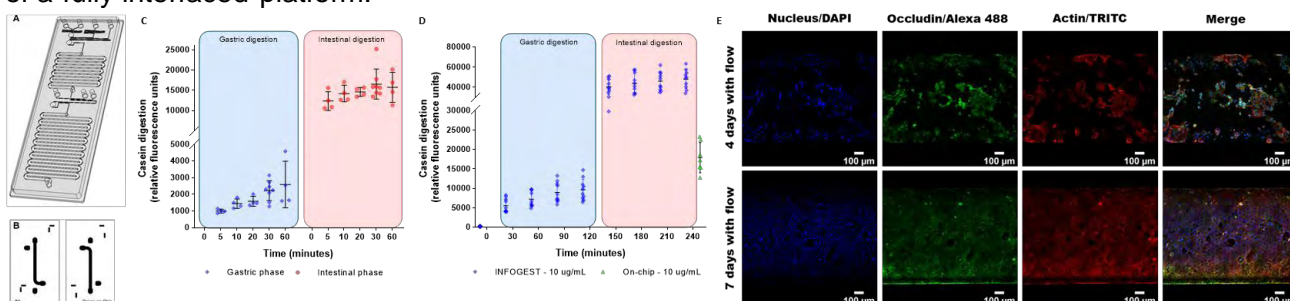 of a fully interfaced platform.
A
B
C
Casein digestion
(relative fluorescence units)
25000
20000
15000
10000
5000
4000
3000
2000
1000
Gastric digestion
Intestinal digestion
0 5 10 20 30 60
0 5 10 20 30 60
Time (minutes)
Gastric phase
Intestinal phase
D
Casein digestion
(relative fluorescence units)
80000
60000
40000
30000
25000
20000
15000
10000
5000
0
Gastric digestion
Intestinal digestion
0 30 60 90 120 150 180 210 240
Time (minutes)
INFOGEST - 10 ug/mL
On-chip - 10 ug/mL
E
Nucleus/DAPI
Occludin/Alexa 488
Actin/TRITC
Merge
4 days with flow
100 µm
100 µm
100 µm
100 µm
7 days with flow
100 µm
100 µm
100 µm
100 µm